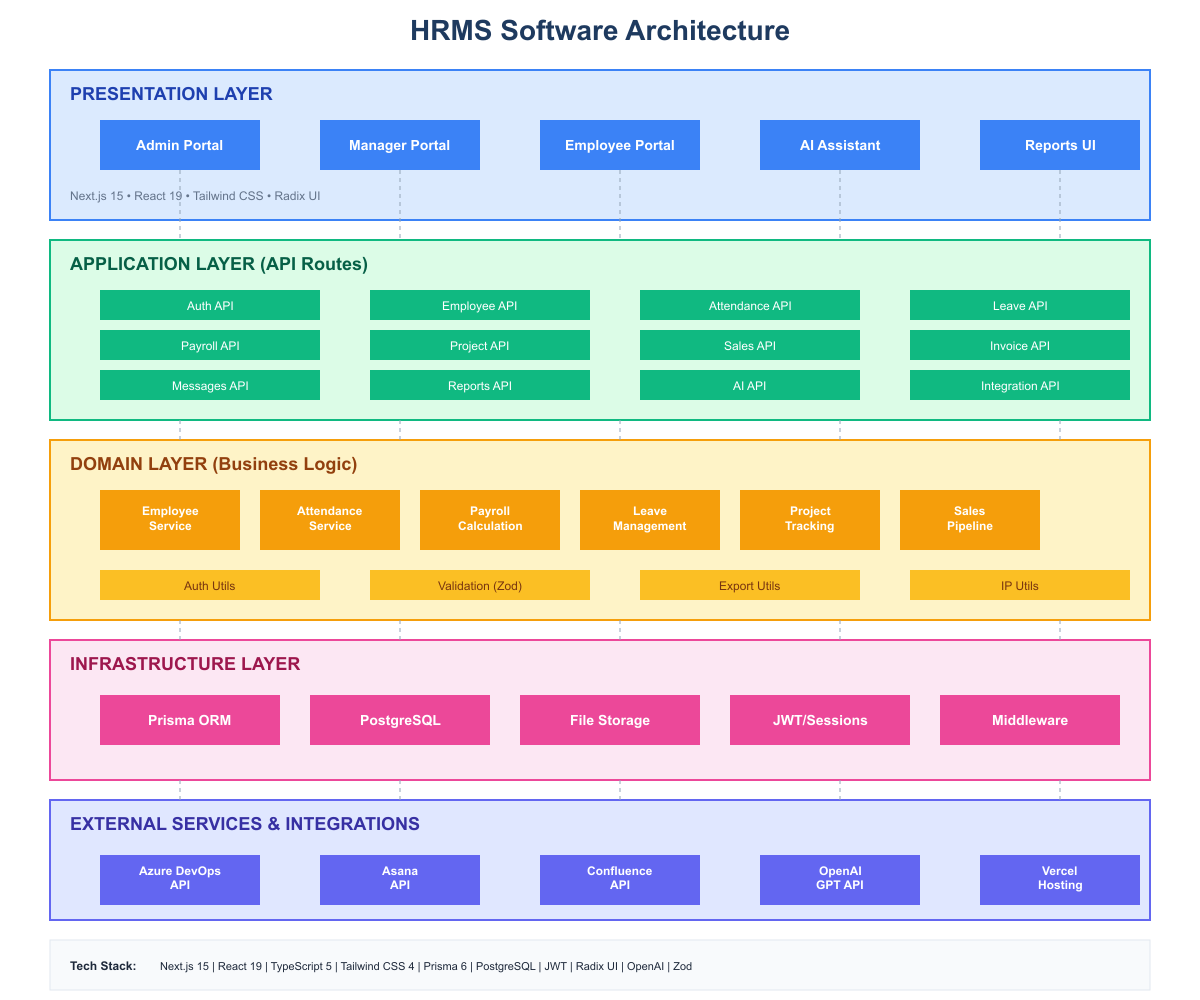 HRMS Software Architecture
PRESENTATION LAYER
Admin Portal
Manager Portal
Employee Portal
AI Assistant
Reports UI
Next.js 15 • React 19 • Tailwind CSS • Radix UI
APPLICATION LAYER (API Routes)
Auth API
Employee API
Attendance API
Leave API
Payroll API
Project API
Sales API
Invoice API
Messages API
Reports API
AI API
Integration API
DOMAIN LAYER (Business Logic)
Employee
Service
Attendance
Service
Payroll
Calculation
Leave
Management
Project
Tracking
Sales
Pipeline
Auth Utils
Validation (Zod)
Export Utils
IP Utils
INFRASTRUCTURE LAYER
Prisma ORM
PostgreSQL
File Storage
JWT/Sessions
Middleware
EXTERNAL SERVICES & INTEGRATIONS
Azure DevOps
API
Asana
API
Confluence
API
OpenAI
GPT API
Vercel
Hosting
Tech Stack: Next.js 15 | React 19 | TypeScript 5 | Tailwind CSS 4 | Prisma 6 | PostgreSQL | JWT | Radix UI | OpenAI | Zod